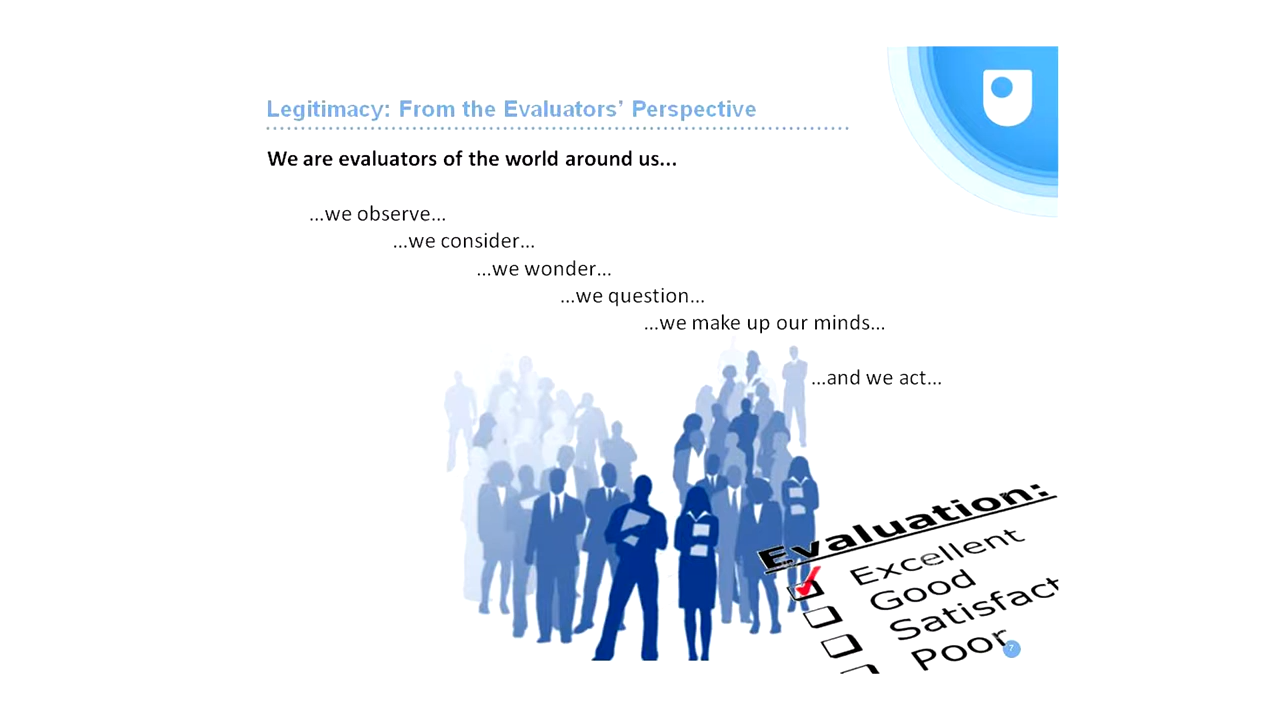 Legitimacy: From the Evaluators’ Perspective
We are evaluators of the world around us...
...we observe...
...we consider...
...we wonder...
...we question...
...we make up our minds...
...and we act...
Evaluation:
Excellent
Good
Satisfact
Poor
7